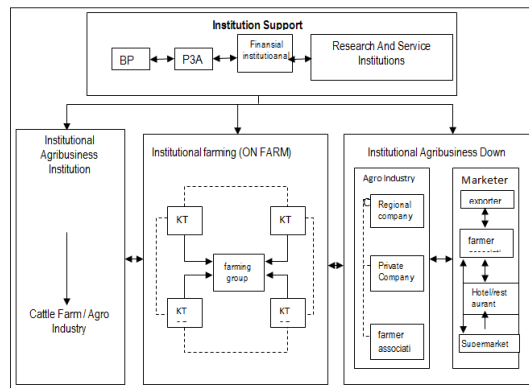 Institution Support
BP
P3A
Finansial
institutioanal
Research And Service
Institutions
Institutional
Agribusiness
Institution
Cattle Farm / Agro
Industry
Institutional farming (ON FARM)
KT
KT
farming
group
KT
KT
Institutional Agribusiness Down
Agro Industry
Regional
company
Private
Company
farmer
associati
Marketer
exporter
farmer
associati
Hotel/rest
aurant
Supermarket